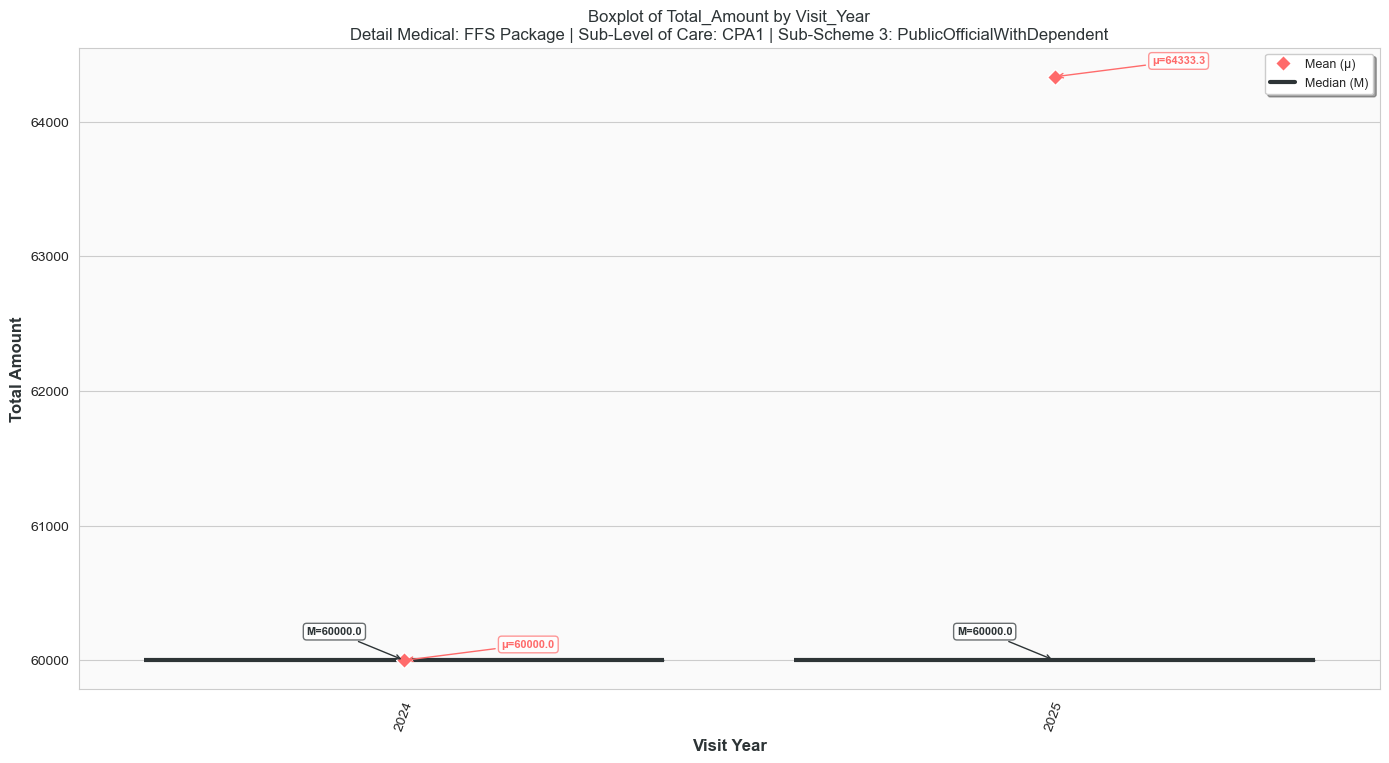 Boxplot of Total_Amount by Visit_Year
Detail Medical: FFS Package | Sub-Level of Care: CPA1 | Sub-Scheme 3: PublicOfficialWithDependent
μ=64333.3
Mean (μ)
Median (M)
64000
63000
62000
61000
60000
Total Amount
M=60000.0
μ=60000.0
M=60000.0
2024
2025
Visit Year